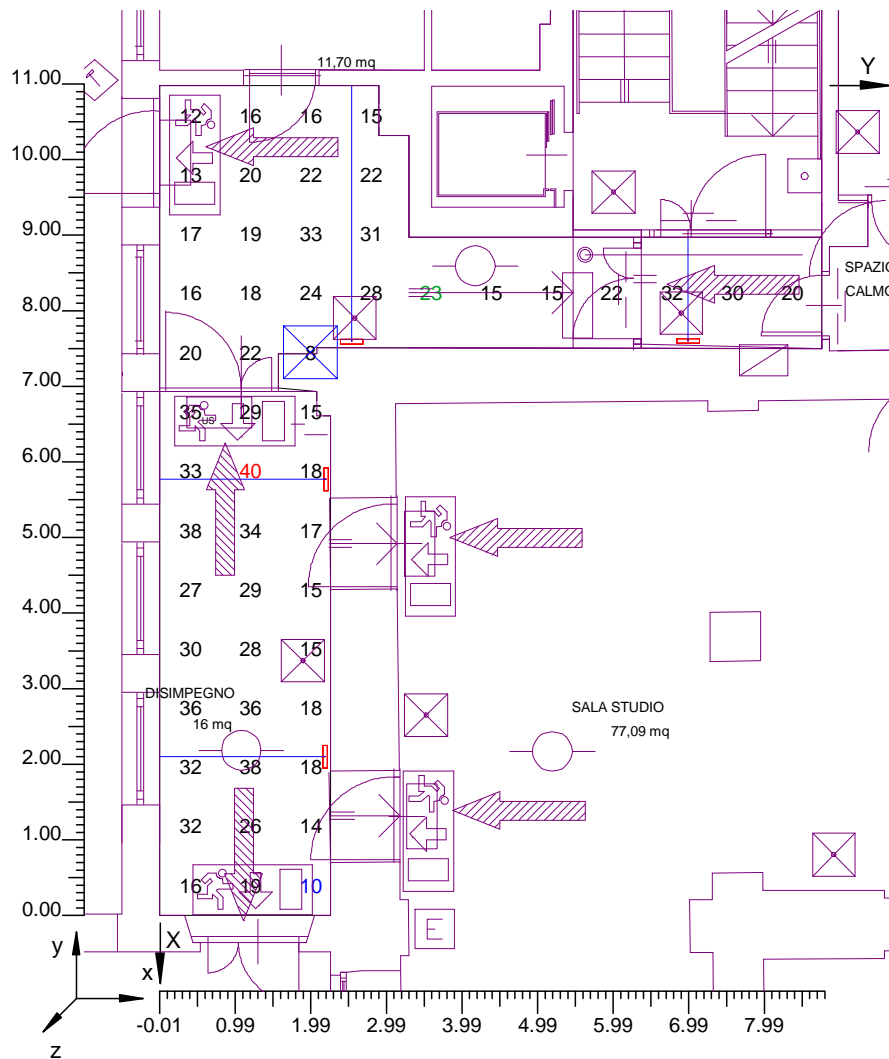 11,70 mq
Y
11.00
12 16 16 15
10.00
13 20 22 22
9.00
17 19 33 31
SPAZIO
CALMO
8.00
16 18 24 28 23 15 15 22 32 30 20
20 22 8
7.00
35 29 15
US
6.00
33 40 18
5.00
38 34 17
4.00
27 29 15
3.00
30 28 15
DISIMPEGNO
16 mq
36 36 18
SALA STUDIO
77,09 mq
2.00
32 38 18
1.00
32 26 14
16 19 10
0.00
E
y
X
x
z
-0.01 0.99 1.99 2.99 3.99 4.99 5.99 6.99 7.99